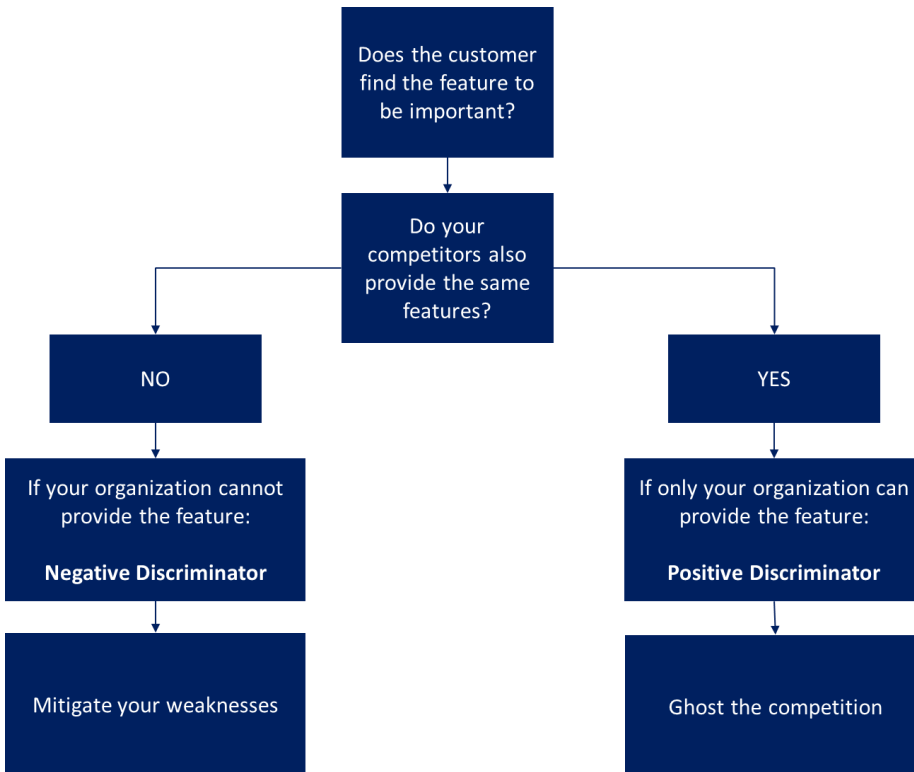 Does the customer
find the feature to
be important?
Do your
competitors also
provide the same
features?
NO
YES
If your organization cannot
provide the feature:
Negative Discriminator
If only your organization can
provide the feature:
Positive Discriminator
Mitigate your weaknesses
Ghost the competition